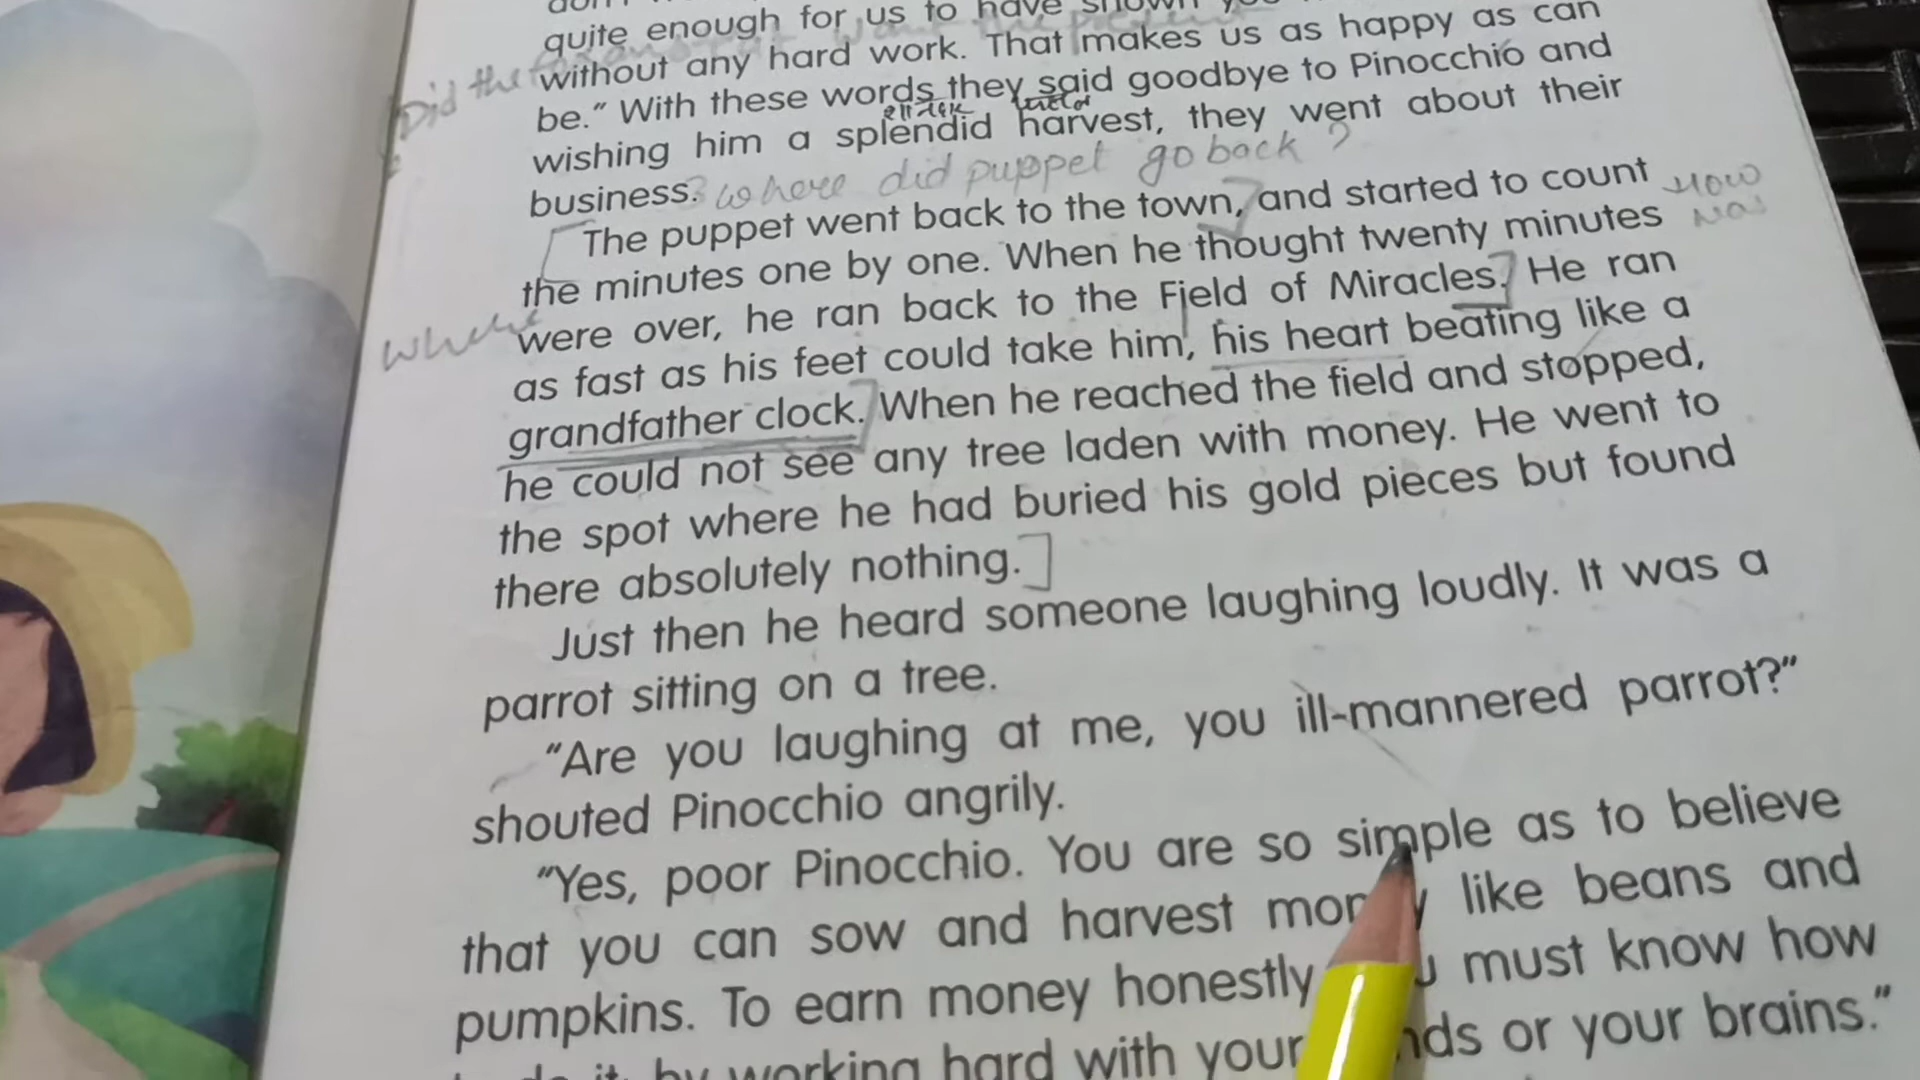 quite enough for us to have shown
without any hard work. That makes us as happy as can
be." With these words they said goodbye to Pinocchio and
wishing him a splendid harvest, they went about their
business. where did puppet go back ?
The puppet went back to the town, and started to count
the minutes one by one. When he thought twenty minutes
were over, he ran back to the Field of Miracles. He ran
as fast as his feet could take him, his heart beating like a
grandfather clock. When he reached the field and stopped,
he could not see any tree laden with money. He went to
the spot where he had buried his gold pieces but found
there absolutely nothing.
Just then he heard someone laughing loudly. It was a
parrot sitting on a tree.
"Are you laughing at me, you ill-mannered parrot?"
shouted Pinocchio angrily.
"Yes, poor Pinocchio. You are so simple as to believe
that you can sow and harvest like beans and
pumpkins. To earn money honestly must know how
it by working hard with your or your brains."
Did the
where
How